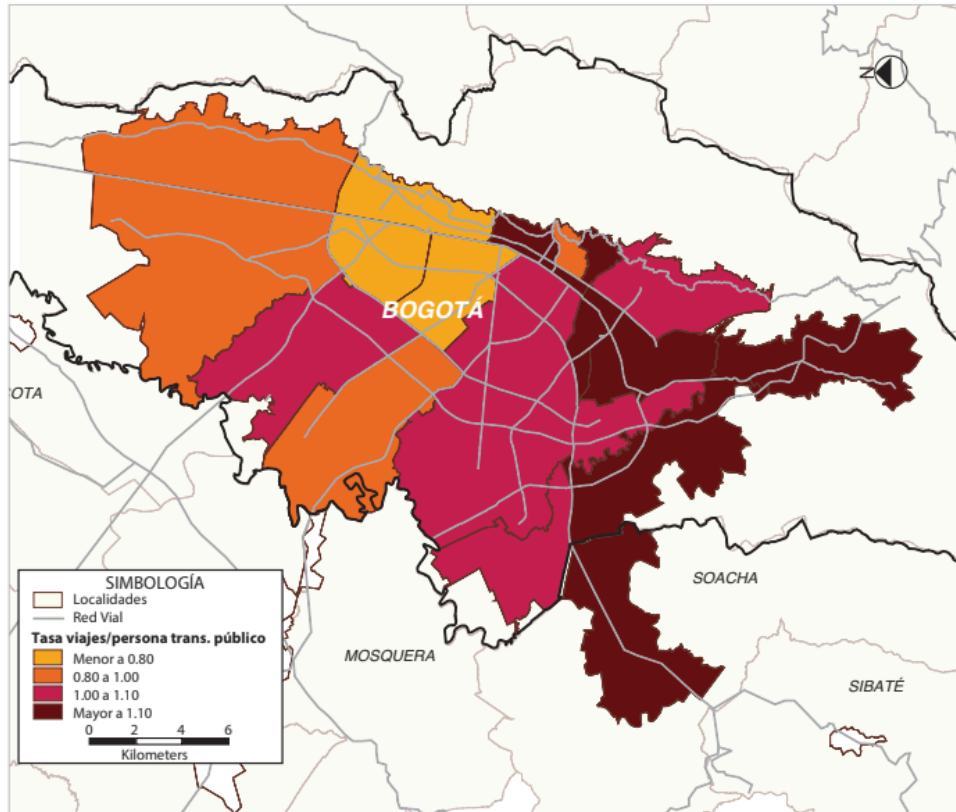 N
BOGOTÁ
OTA
SOACHA
MOSQUERA
SIBATÉ
SIMBOLOGÍA
Localidades
Red Vial
Tasa viajes/persona trans. público
Menor a 0.80
0.80 a 1.00
1.00 a 1.10
Mayor a 1.10
0 2 4 6
Kilometers